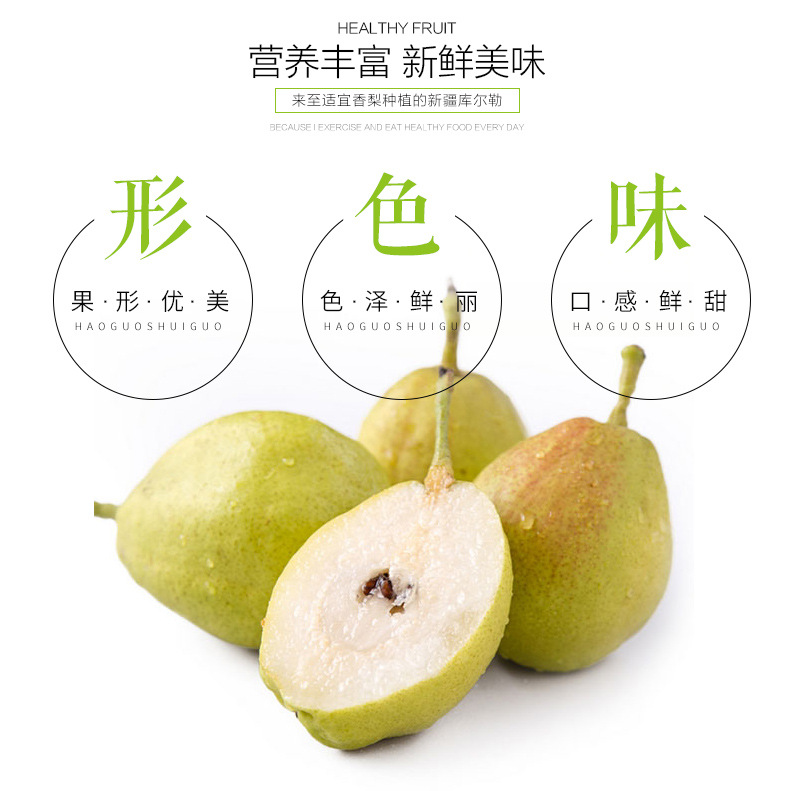 HEALTHY FRUIT
营养丰富 新鲜美味
来至适宜香梨种植的新疆库尔勒
BECAUSE I EXERCISE AND EAT HEALTHY FOOD EVERY DAY
形
果·形·优·美
HAOGUOSHUIGUO
色
色·泽·鲜·丽
HAOGUOSHUIGUO
味
口·感·鲜·甜
HAOGUOSHUIGUO